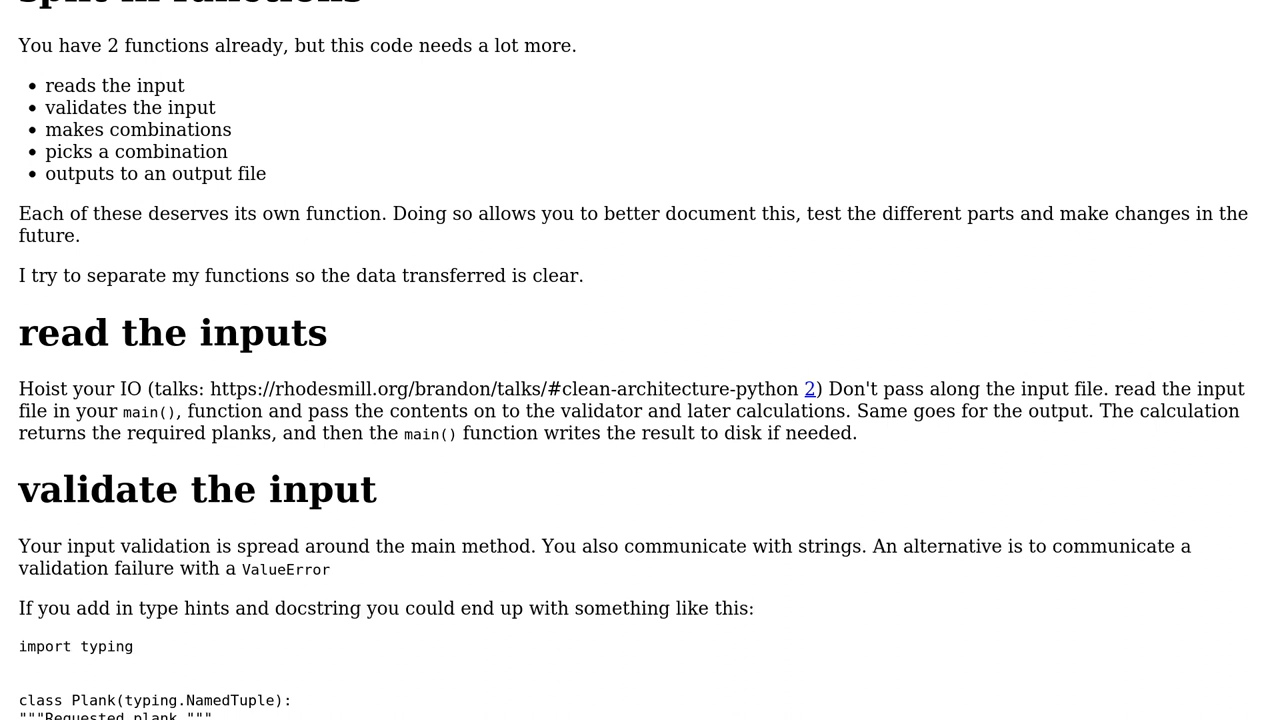 split in functions
You have 2 functions already, but this code needs a lot more.
reads the input
validates the input
makes combinations
picks a combination
outputs to an output file
Each of these deserves its own function. Doing so allows you to better document this, test the different parts and make changes in the
future.
I try to separate my functions so the data transferred is clear.
read the inputs
Hoist your IO (talks: https://rhodesmill.org/brandon/talks/#clean-architecture-python 2) Don't pass along the input file. read the input
file in your main(), function and pass the contents on to the validator and later calculations. Same goes for the output. The calculation
returns the required planks, and then the main() function writes the result to disk if needed.
validate the input
Your input validation is spread around the main method. You also communicate with strings. An alternative is to communicate a
validation failure with a ValueError
If you add in type hints and docstring you could end up with something like this:
import typing
class Plank(typing.NamedTuple):
"""Requested plank."""